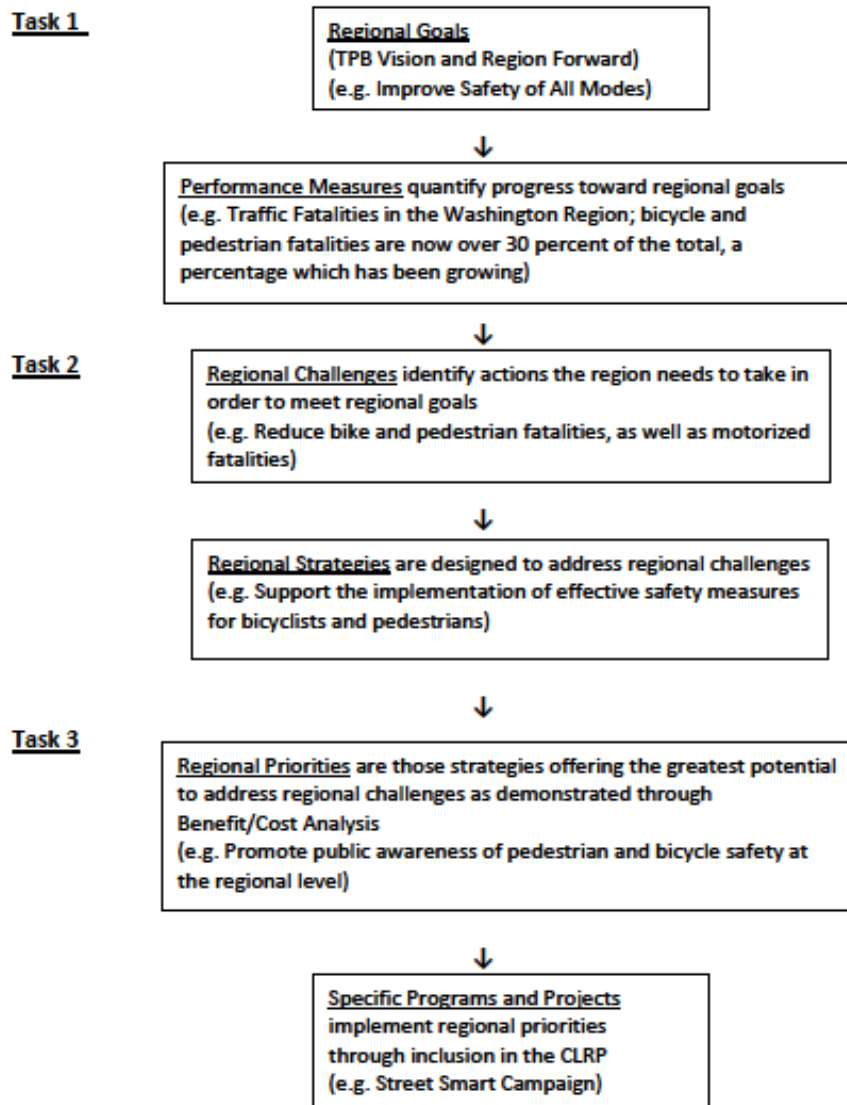 Task 1
Regional Goals
(TPB Vision and Region Forward)
(e.g. Improve Safety of All Modes)
↓
Performance Measures quantify progress toward regional goals
(e.g. Traffic Fatalities in the Washington Region; bicycle and
pedestrian fatalities are now over 30 percent of the total, a
percentage which has been growing)
↓
Task 2
Regional Challenges identify actions the region needs to take in
order to meet regional goals
(e.g. Reduce bike and pedestrian fatalities, as well as motorized
fatalities)
↓
Regional Strategies are designed to address regional challenges
(e.g. Support the implementation of effective safety measures
for bicyclists and pedestrians)
↓
Task 3
Regional Priorities are those strategies offering the greatest potential
to address regional challenges as demonstrated through
Benefit/Cost Analysis
(e.g. Promote public awareness of pedestrian and bicycle safety at
the regional level)
↓
Specific Programs and Projects
implement regional priorities
through inclusion in the CLRP
(e.g. Street Smart Campaign)